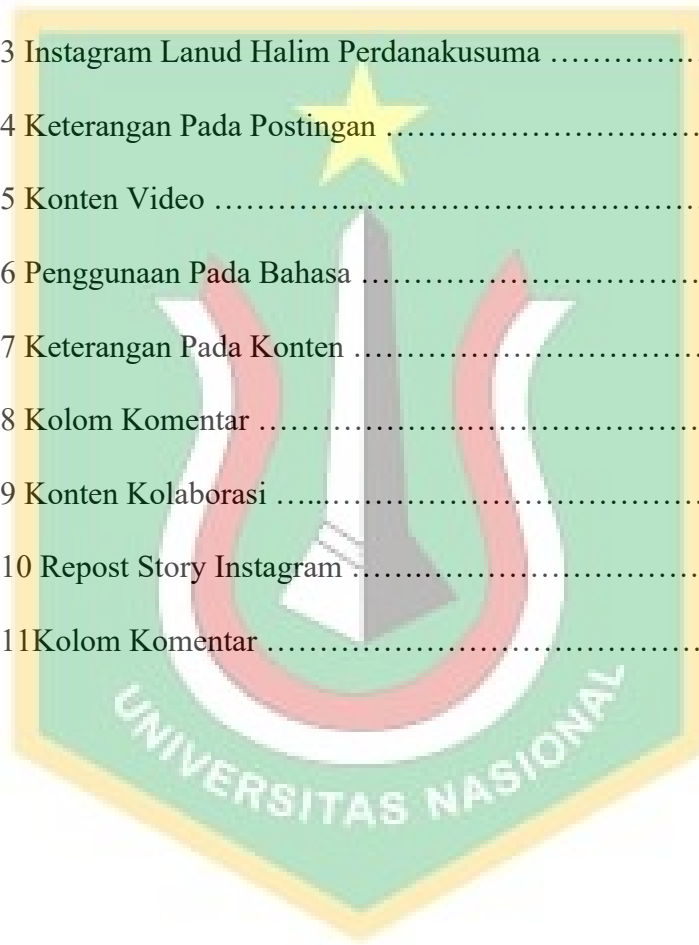 3 Instagram Lanud Halim Perdanakusuma …………..
4 Keterangan Pada Postingan ……………………………
5 Konten Video ………………………………………
6 Penggunaan Pada Bahasa ……………………………
7 Keterangan Pada Konten ……………………………
8 Kolom Komentar ……………………………………
9 Konten Kolaborasi ……………………………………
10 Repost Story Instagram ……………………………
11Kolom Komentar ……………………………………
UNIVERSITAS NASIONAL